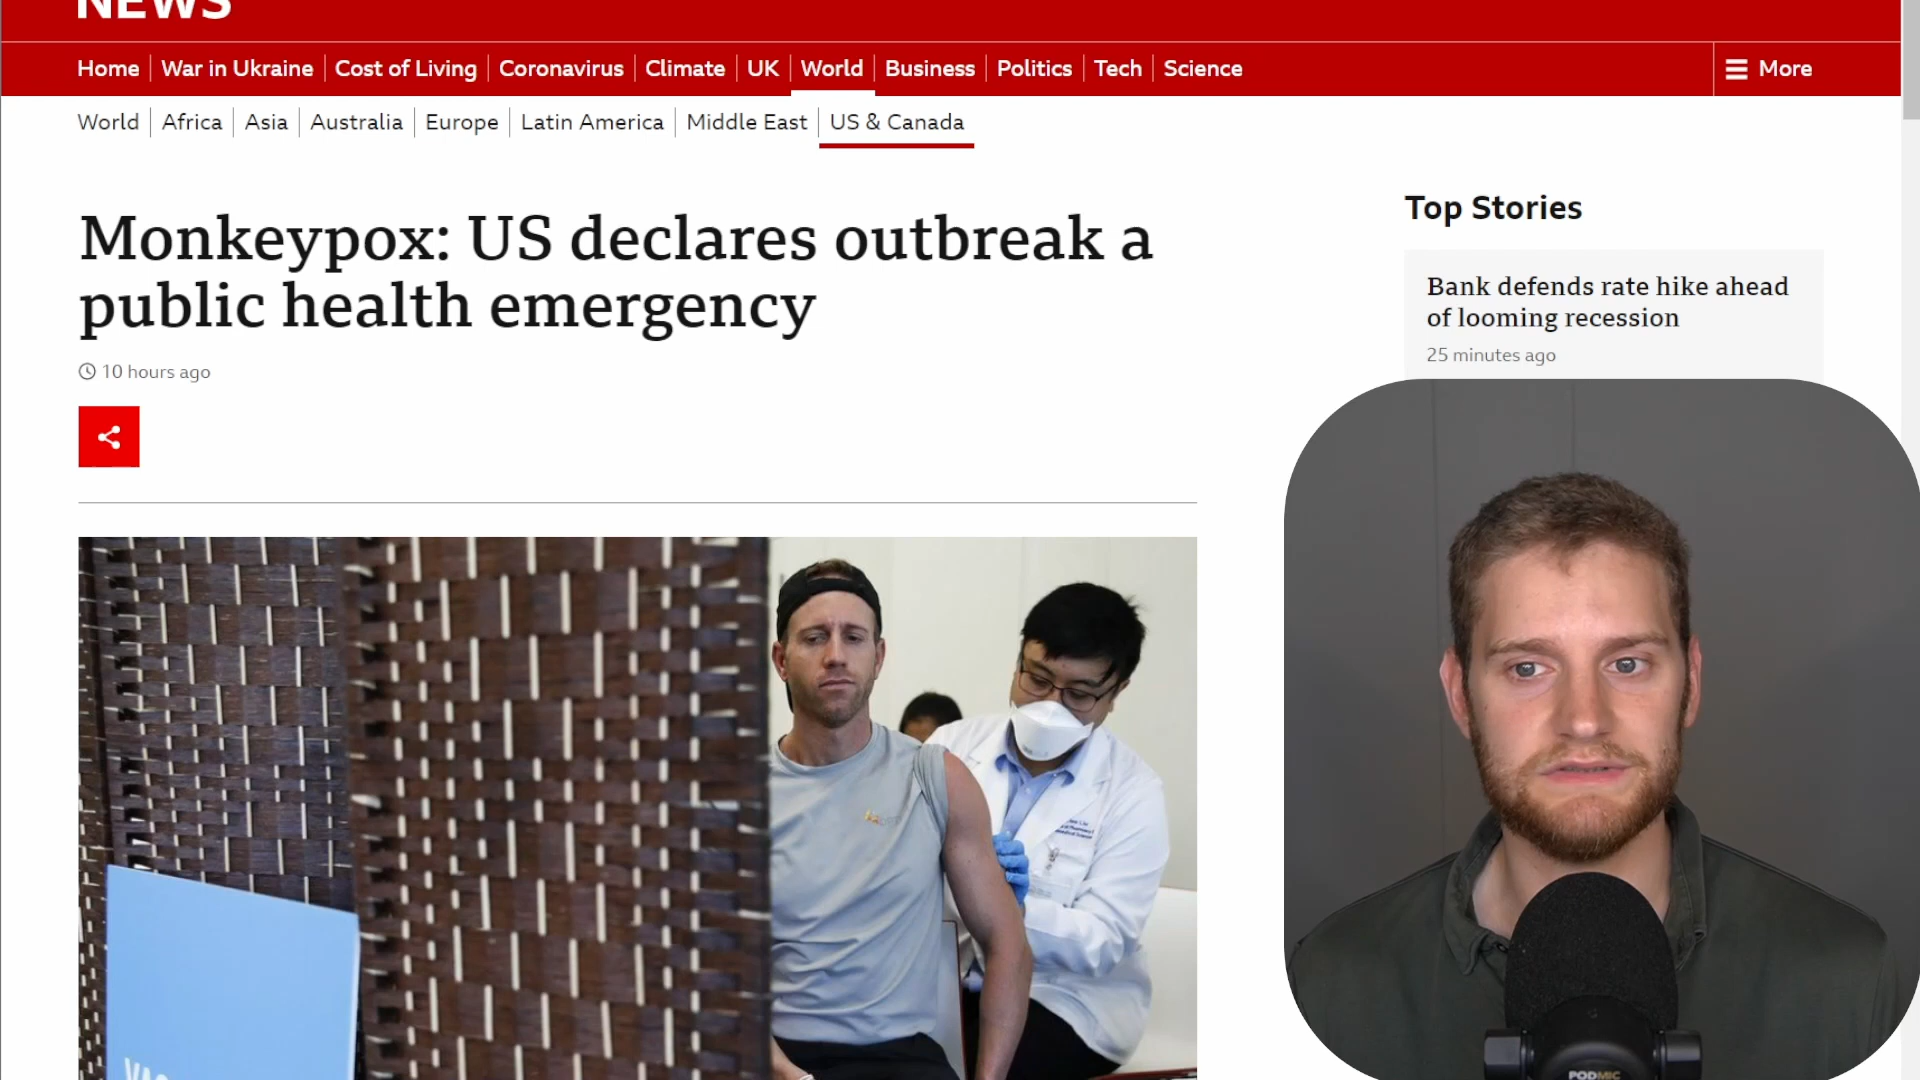 NEWS
Home War in Ukraine Cost of Living Coronavirus Climate UK World Business Politics Tech Science More
World Africa Asia Australia Europe Latin America Middle East US & Canada
Monkeypox: US declares outbreak a
public health emergency
10 hours ago
Top Stories
Bank defends rate hike ahead
of looming recession
25 minutes ago
PODMIC